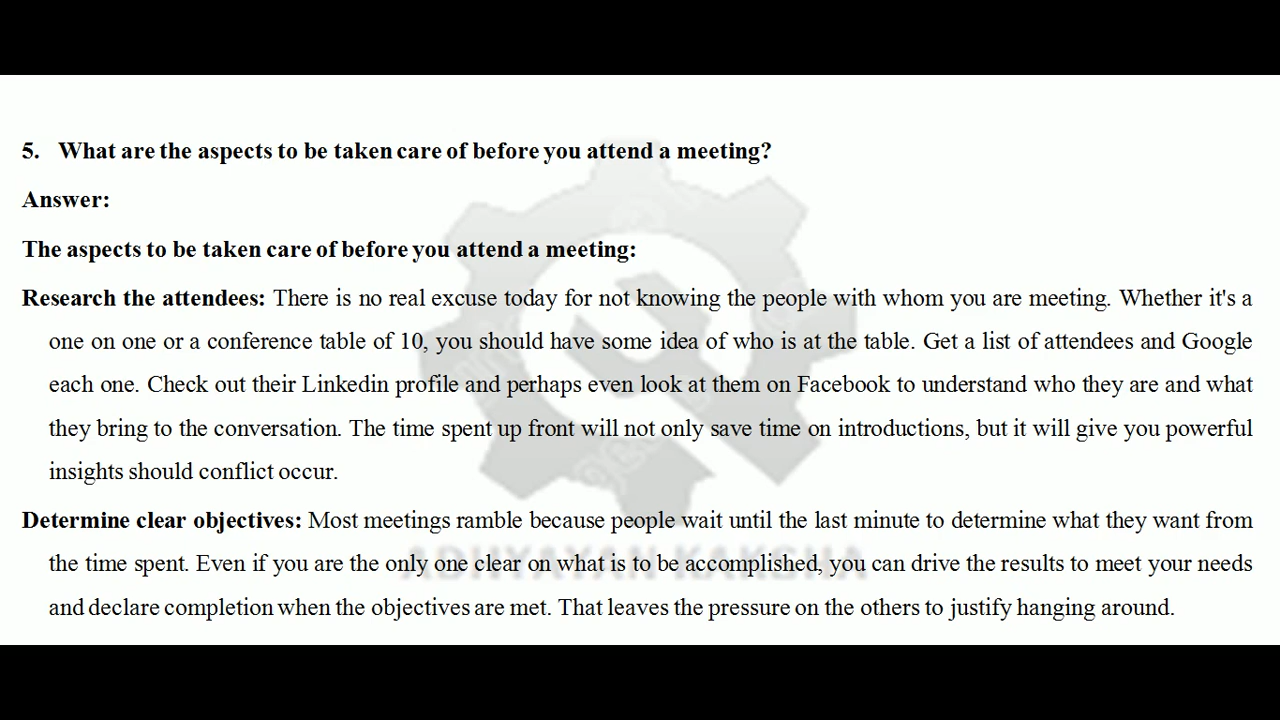 5. What are the aspects to be taken care of before you attend a meeting?
Answer:
The aspects to be taken care of before you attend a meeting:
Research the attendees: There is no real excuse today for not knowing the people with whom you are meeting. Whether it's a
one on one or a conference table of 10, you should have some idea of who is at the table. Get a list of attendees and Google
each one. Check out their Linkedin profile and perhaps even look at them on Facebook to understand who they are and what
they bring to the conversation. The time spent up front will not only save time on introductions, but it will give you powerful
insights should conflict occur.
Determine clear objectives: Most meetings ramble because people wait until the last minute to determine what they want from
the time spent. Even if you are the only one clear on what is to be accomplished, you can drive the results to meet your needs
ADHYAYAN KAKSHA
and declare completion when the objectives are met. That leaves the pressure on the others to justify hanging around.